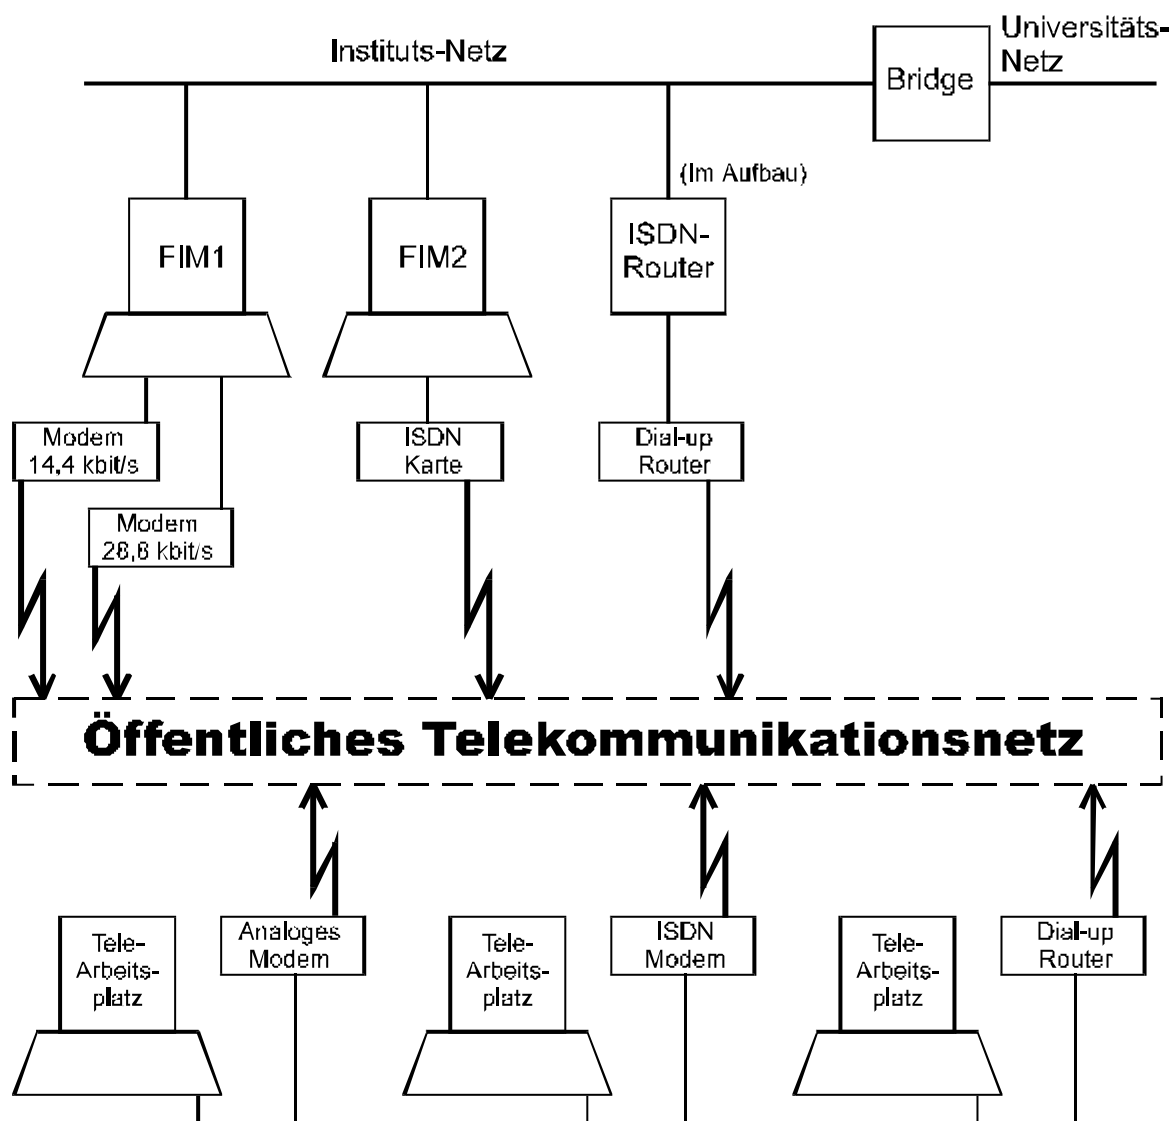 Instituts-Netz
Universitäts-
Netz
Bridge
(Im Aufbau)
FIM1
FIM2
ISDN-
Router
Modem
14,4 kbit/s
ISDN
Karte
Dial-up
Router
Modem
28,8 kbit/s
Öffentliches Telekommunikationsnetz
Tele-
Arbeits-
platz
Analoges
Modem
Tele-
Arbeits-
platz
ISDN
Modem
Tele-
Arbeits-
platz
Dial-up
Router